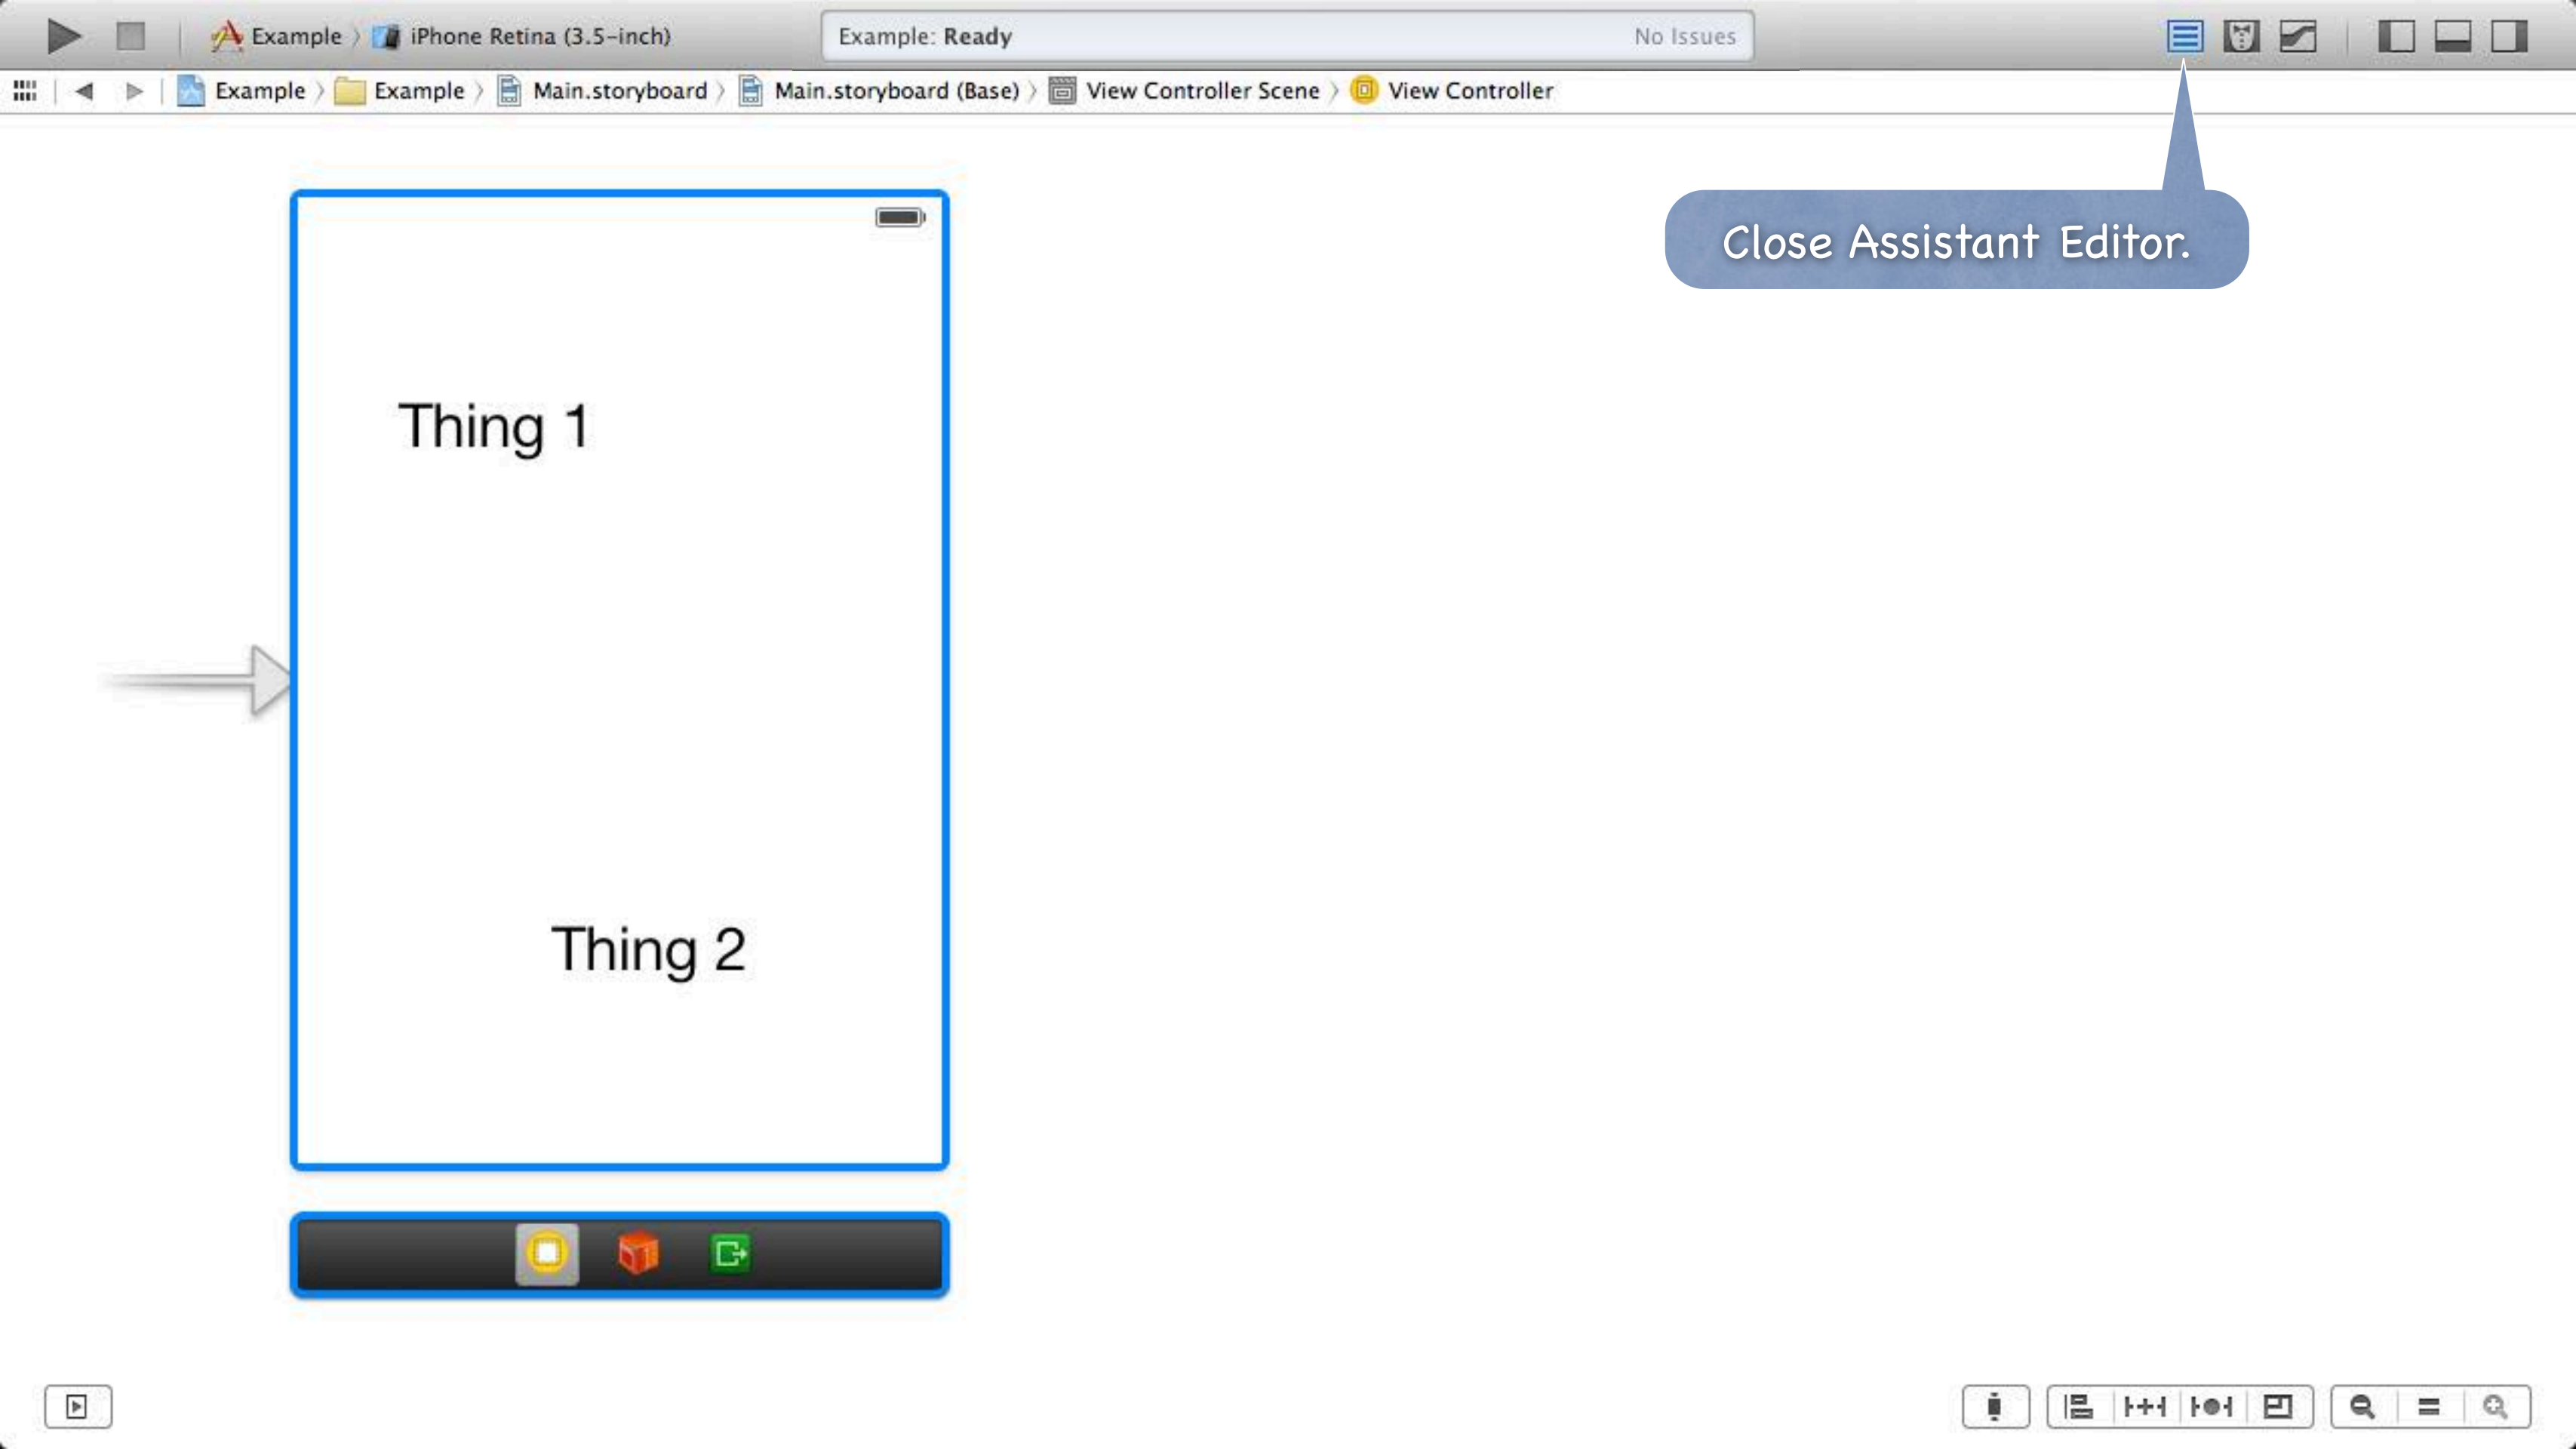 Example iPhone Retina (3.5-inch) Example: Ready No Issues
Example Example Main.storyboard Main.storyboard (Base) View Controller Scene View Controller
Close Assistant Editor.
Thing 1
Thing 2